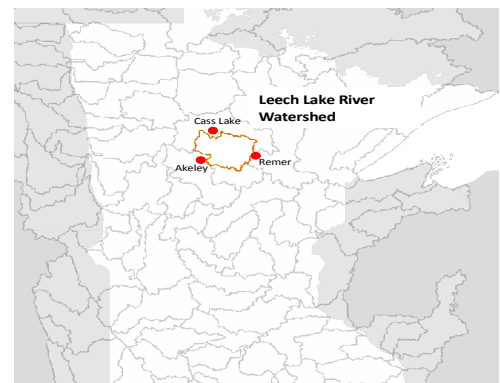 Leech Lake River
Watershed
Cass Lake
Remer
Akeley